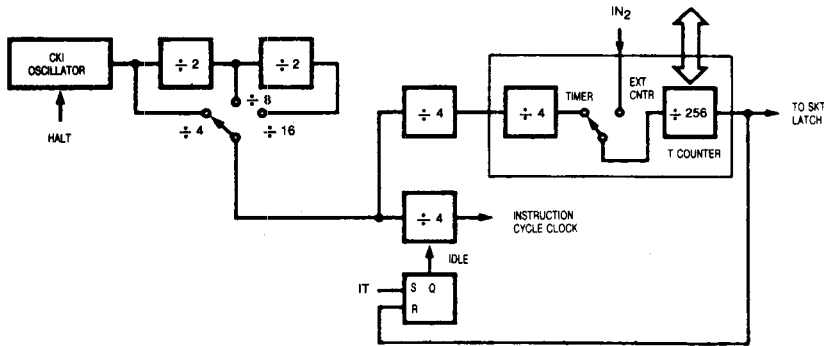 IN2
CKI
OSCILLATOR
÷ 2
÷ 2
HALT
÷ 4
÷ 8
÷ 16
÷ 4
÷ 4
TIMER
EXT
CNTR
÷ 256
T COUNTER
TO SKT
LATCH
÷ 4
INSTRUCTION
CYCLE CLOCK
IDLE
IT
S Q
R